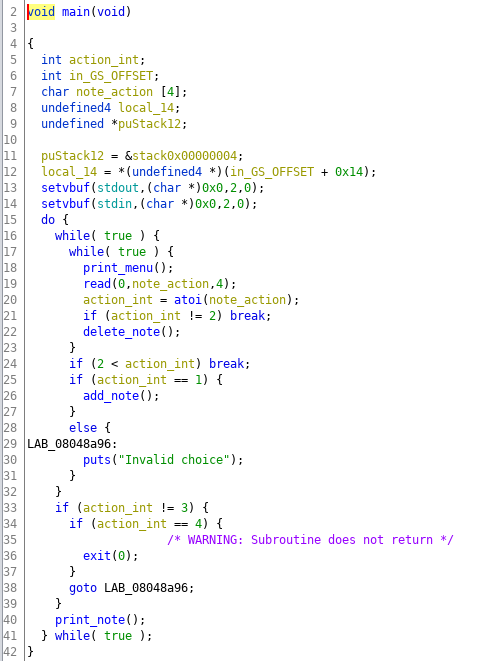 2 void main(void)
3
4 {
5 int action_int;
6 int in_GS_OFFSET;
7 char note_action [4];
8 undefined4 local_14;
9 undefined *puStack12;
10
11 puStack12 = &stack0x00000004;
12 local_14 = *(undefined4 *)(in_GS_OFFSET + 0x14);
13 setvbuf(stdout,(char *)0x0,2,0);
14 setvbuf(stdin,(char *)0x0,2,0);
15 do {
16 while( true ) {
17 while( true ) {
18 print_menu();
19 read(0,note_action,4);
20 action_int = atoi(note_action);
21 if (action_int != 2) break;
22 delete_note();
23 }
24 if (2 < action_int) break;
25 if (action_int == 1) {
26 add_note();
27 }
28 else {
29 LAB_08048a96:
30 puts("Invalid choice");
31 }
32 }
33 if (action_int != 3) {
34 if (action_int == 4) {
35 /* WARNING: Subroutine does not return */
36 exit(0);
37 }
38 goto LAB_08048a96;
39 }
40 print_note();
41 } while( true );
42 }